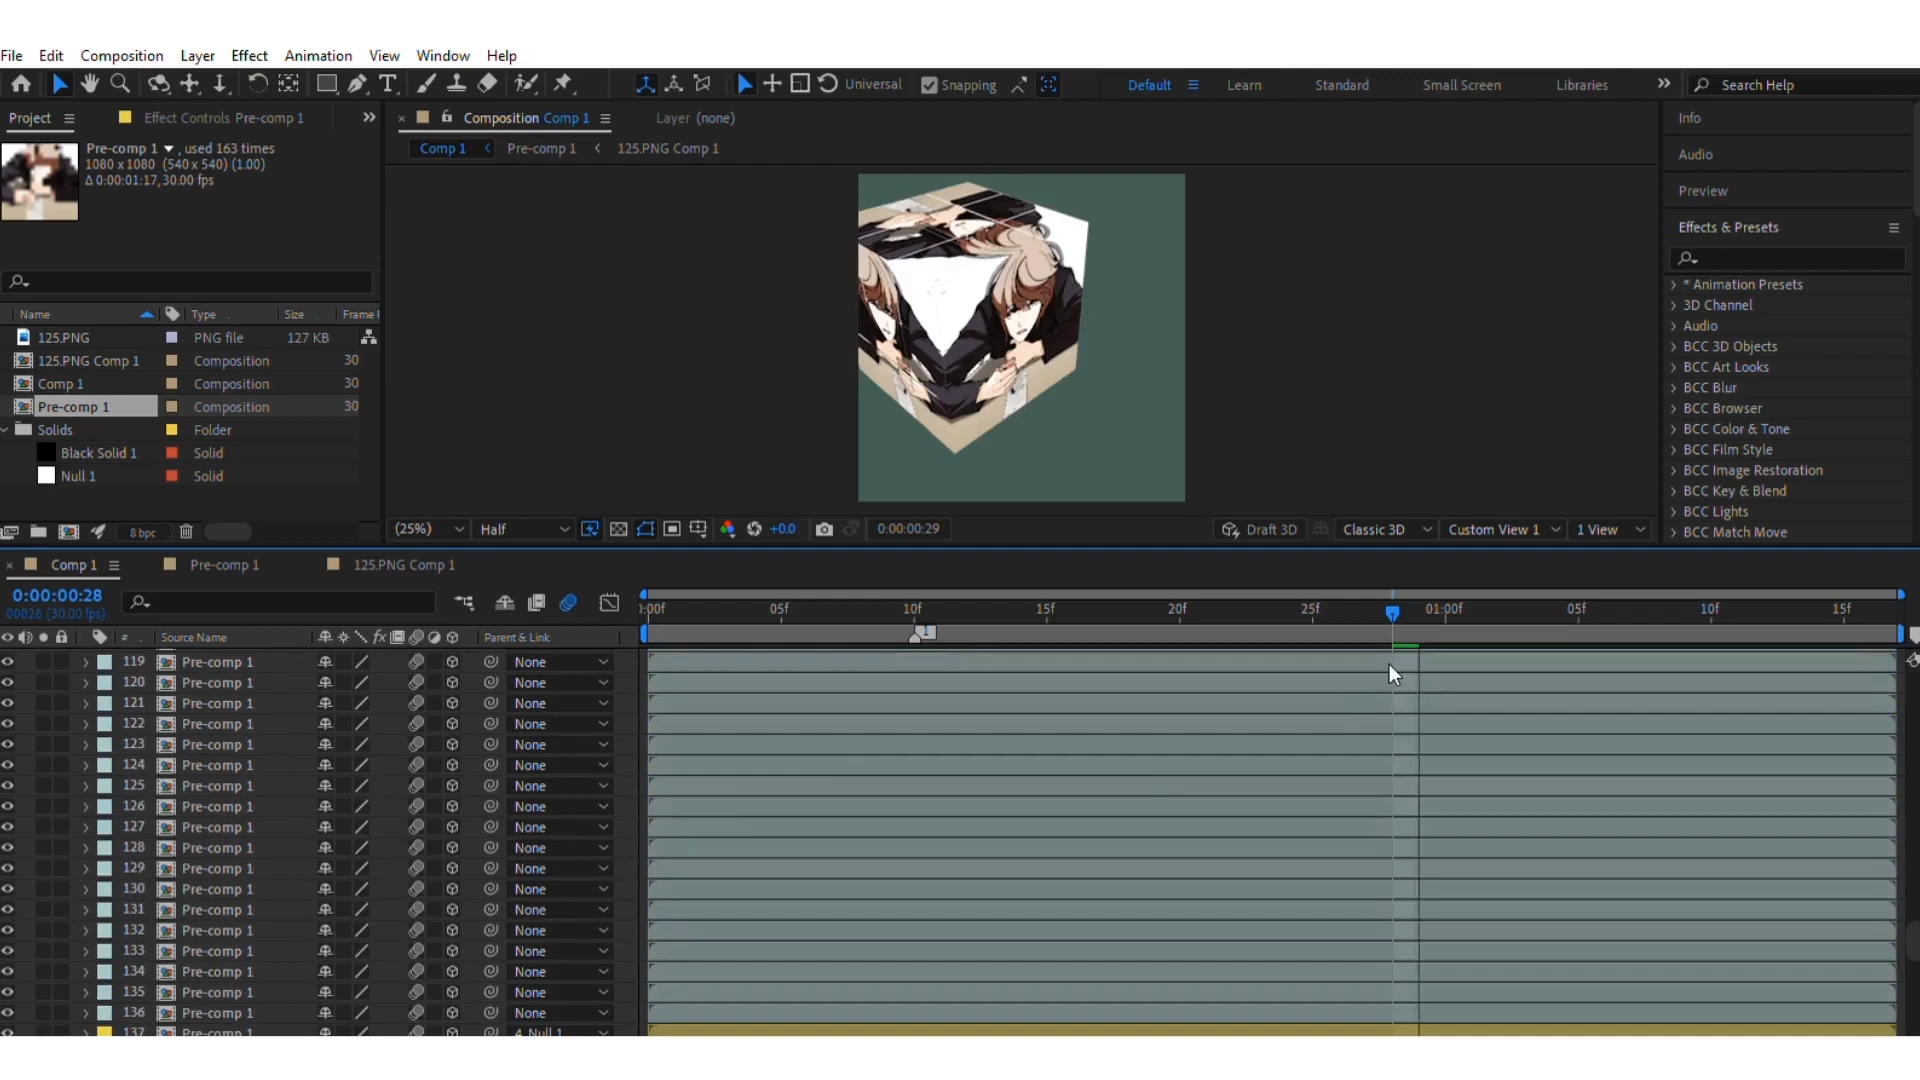 File Edit Composition Layer Effect Animation View Window Help
Universal Snapping Default Learn Standard Small Screen Libraries Search Help
Project Effect Controls Pre-comp 1
Composition Comp 1 Layer (none)
Comp 1 Pre-comp 1 125.PNG Comp 1
Pre-comp 1 , used 163 times
1080 x 1080 (540 x 540) (1.00)
Δ 0:00:01:17, 30.00 fps
Name Type Size Frame
125.PNG PNG file 127 KB
125.PNG Comp 1 Composition 30
Comp 1 Composition 30
Pre-comp 1 Composition 30
Solids Folder
Black Solid 1 Solid
Null 1 Solid
8 bpc
(25%) Half +0.0 0:00:00:29 Draft 3D Classic 3D Custom View 1 1 View
Info
Audio
Preview
Effects & Presets
* Animation Presets
3D Channel
Audio
BCC 3D Objects
BCC Art Looks
BCC Blur
BCC Browser
BCC Color & Tone
BCC Film Style
BCC Image Restoration
BCC Key & Blend
BCC Lights
BCC Match Move
Comp 1 Pre-comp 1 125.PNG Comp 1
0:00:00:28
00028 (30.00 fps)
:00f 05f 10f 15f 20f 25f 01:00f 05f 10f 15f
1
# Source Name fx Parent & Link
119 Pre-comp 1 None
120 Pre-comp 1 None
121 Pre-comp 1 None
122 Pre-comp 1 None
123 Pre-comp 1 None
124 Pre-comp 1 None
125 Pre-comp 1 None
126 Pre-comp 1 None
127 Pre-comp 1 None
128 Pre-comp 1 None
129 Pre-comp 1 None
130 Pre-comp 1 None
131 Pre-comp 1 None
132 Pre-comp 1 None
133 Pre-comp 1 None
134 Pre-comp 1 None
135 Pre-comp 1 None
136 Pre-comp 1 None
137 Pre-comp 1 4. Null 1